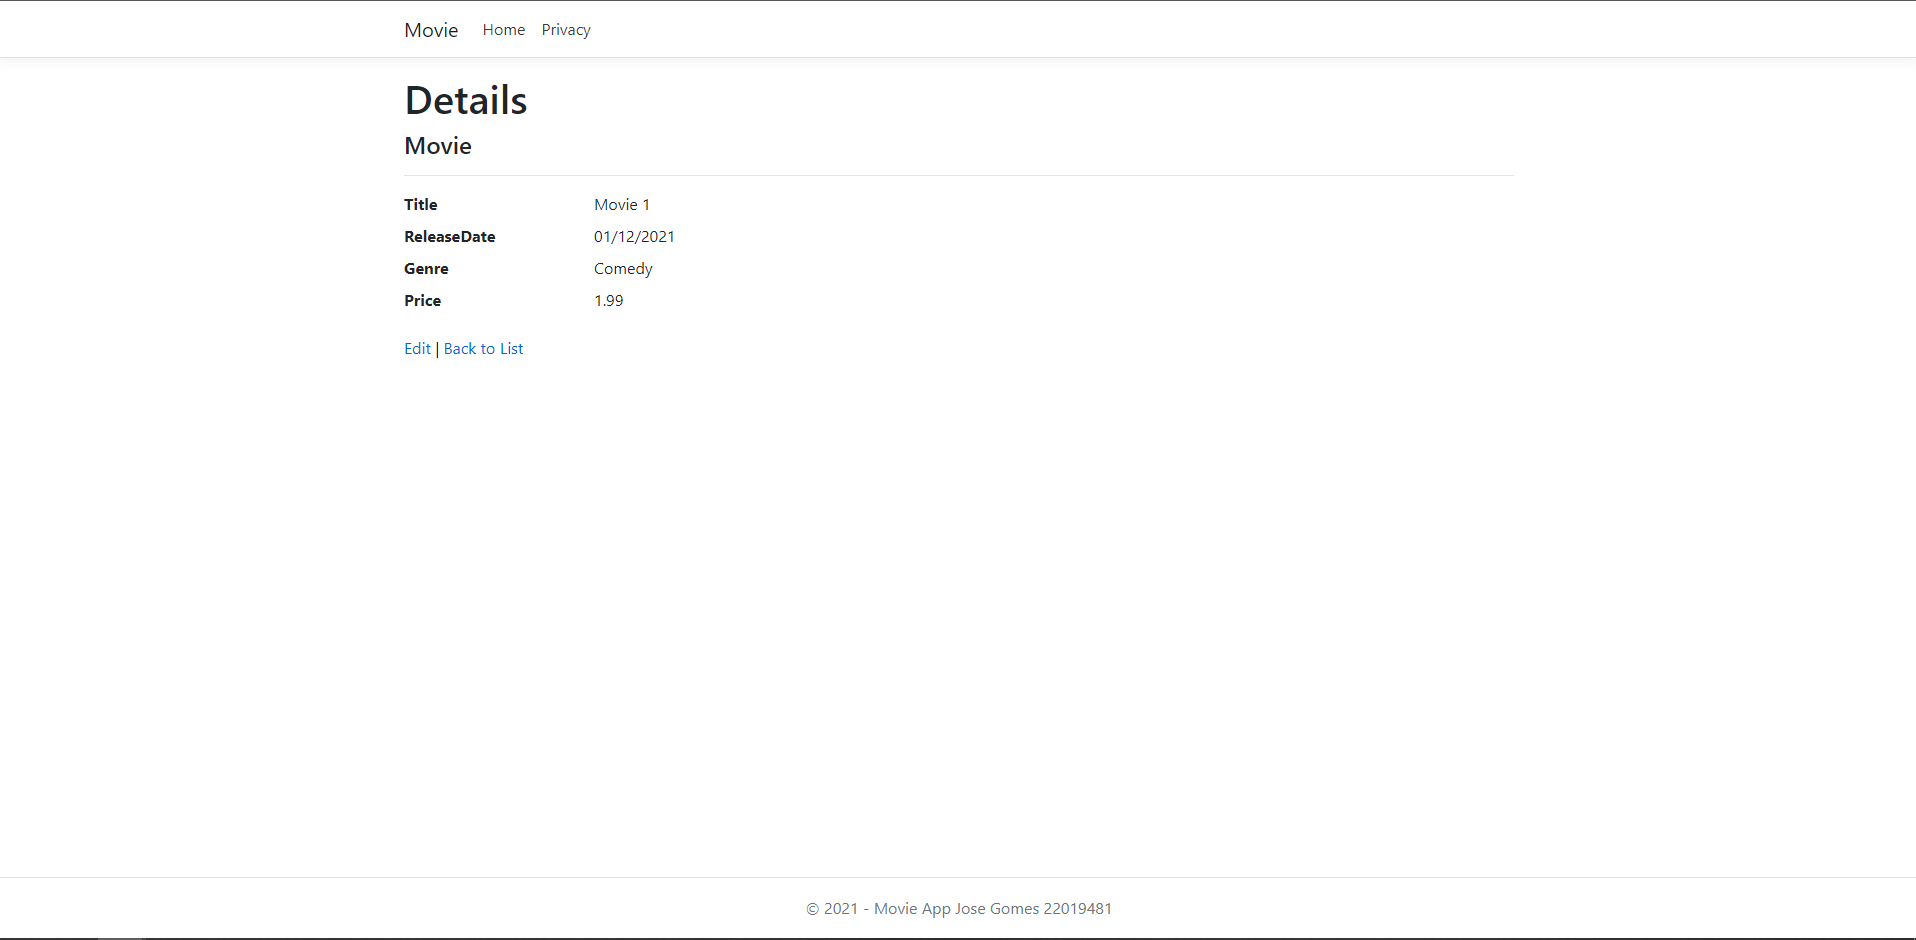 Movie Home Privacy
Details
Movie
Title Movie 1
ReleaseDate 01/12/2021
Genre Comedy
Price 1.99
Edit | Back to List
© 2021 - Movie App Jose Gomes 22019481